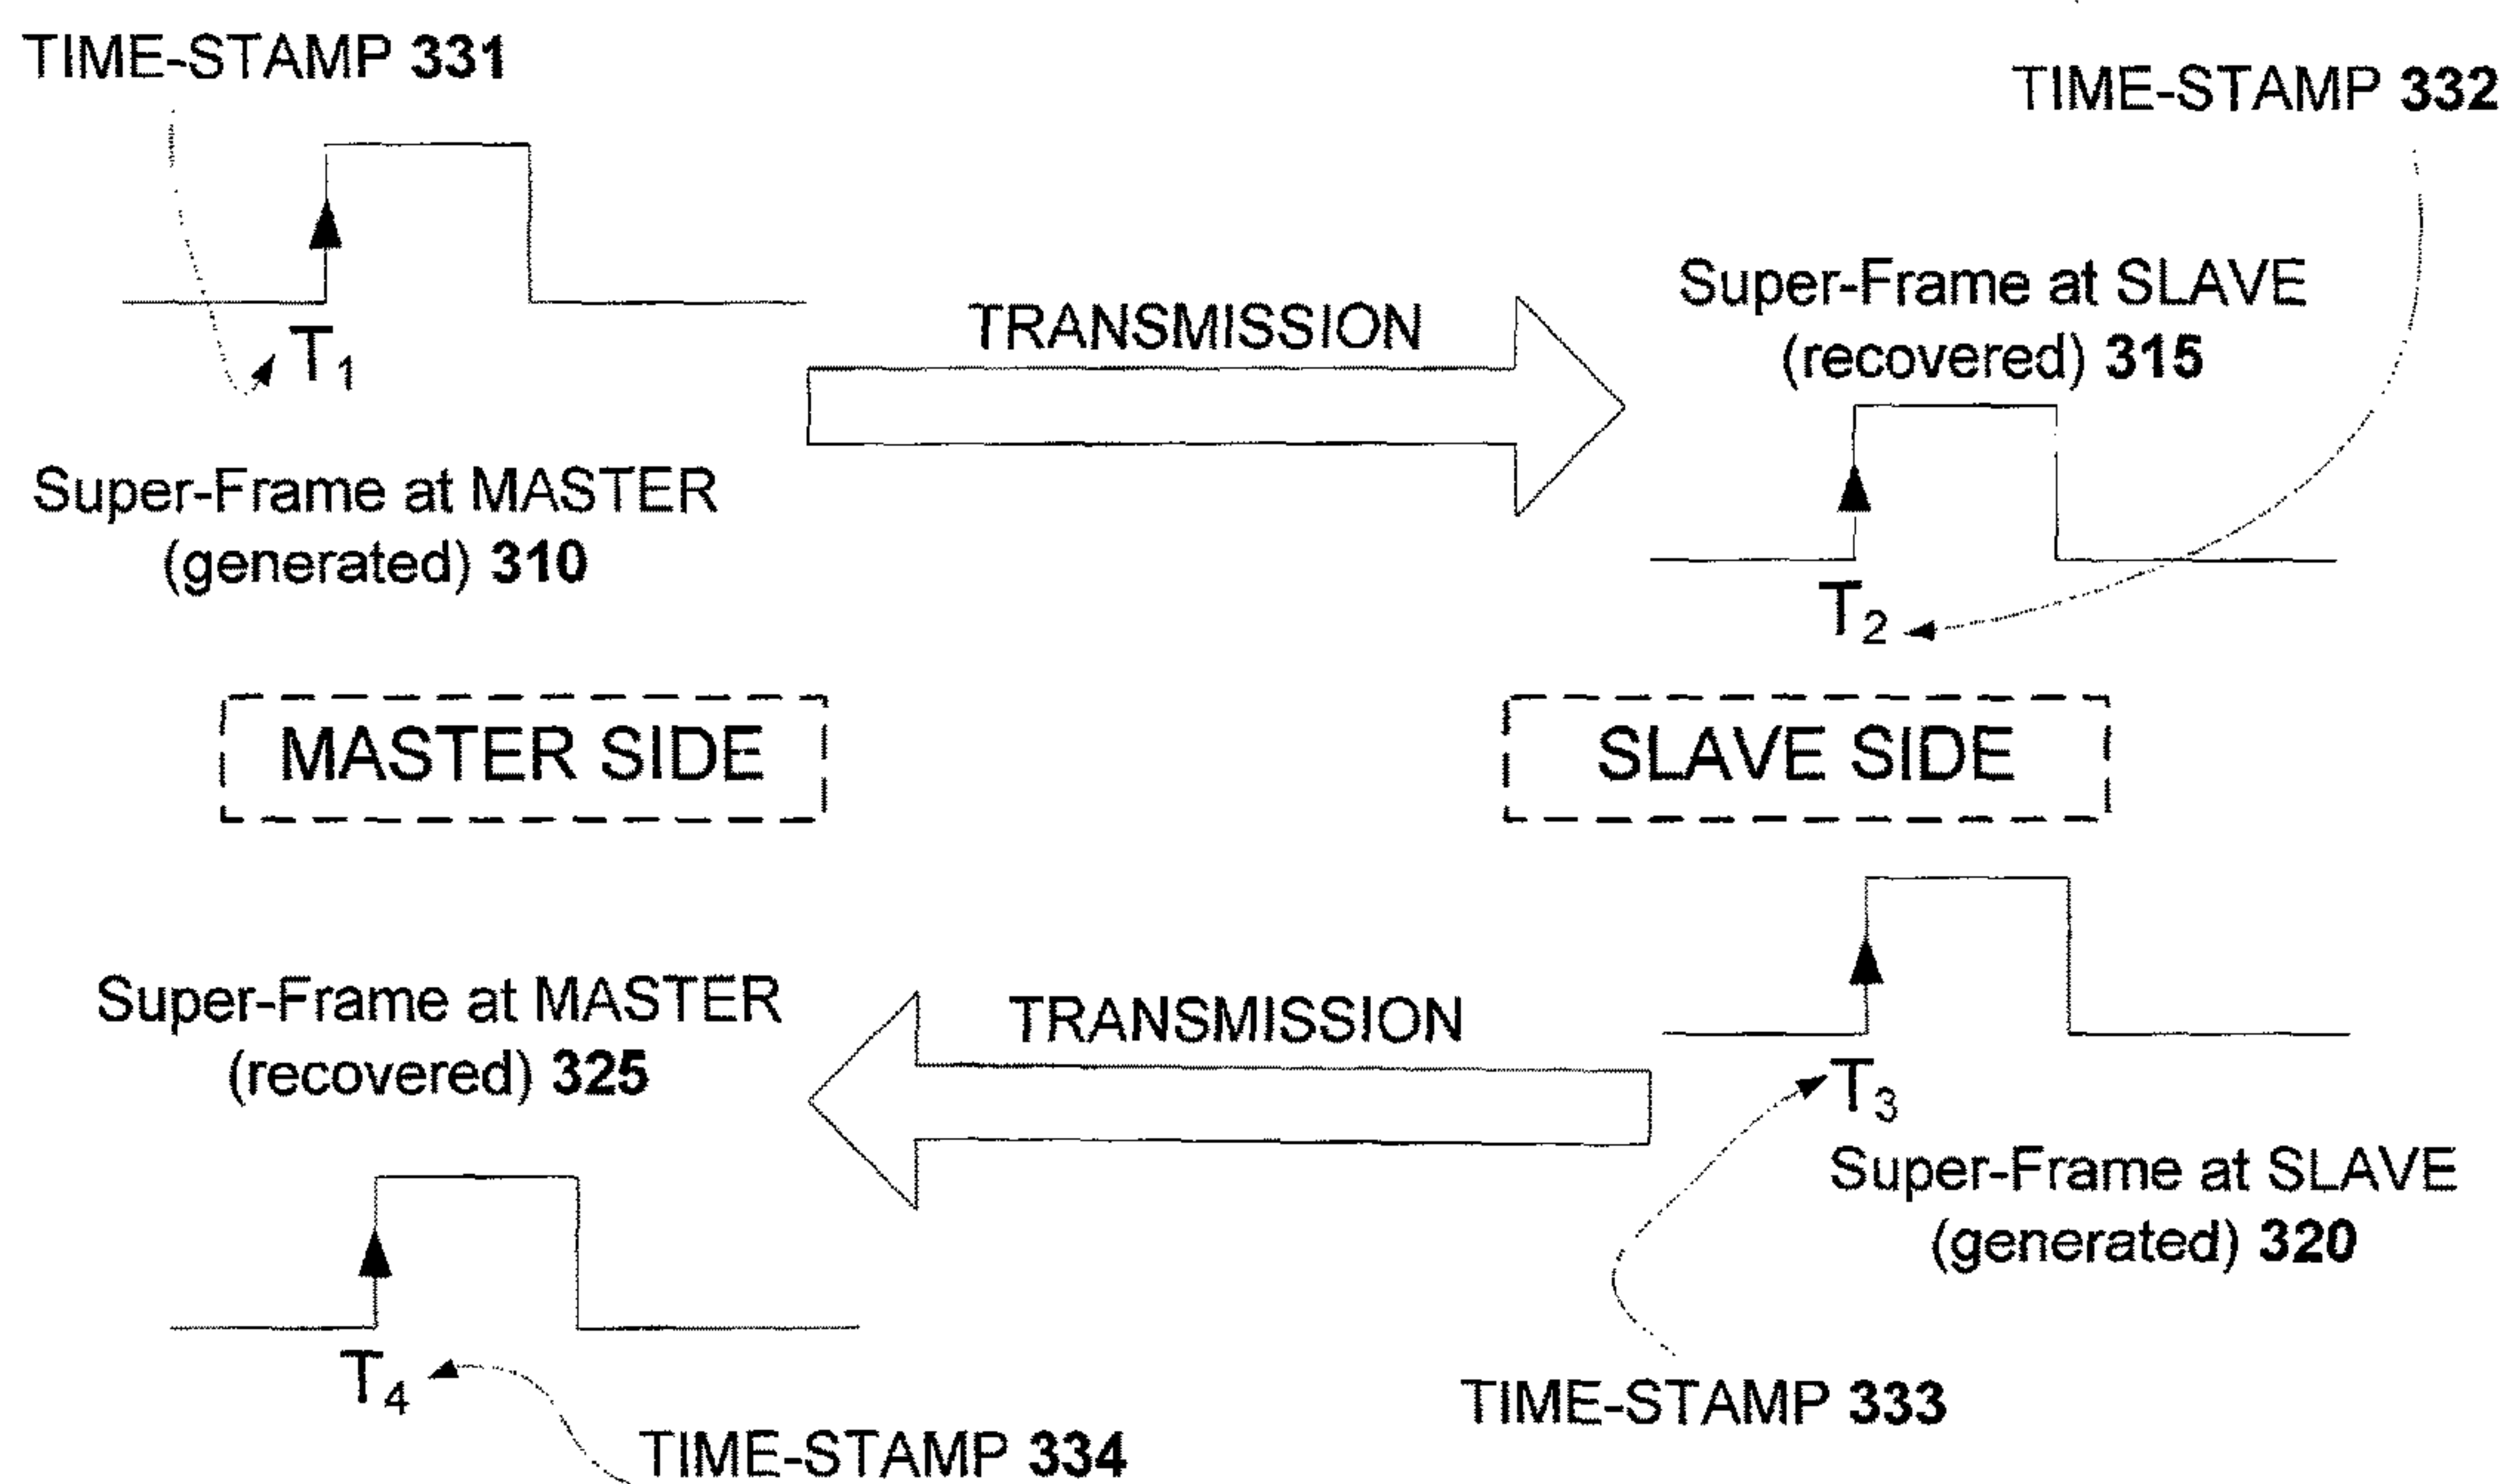 TIME-STAMP 331
TIME-STAMP 332
T1
Super-Frame at MASTER
(generated) 310
TRANSMISSION
Super-Frame at SLAVE
(recovered) 315
T2
MASTER SIDE
SLAVE SIDE
Super-Frame at MASTER
(recovered) 325
TRANSMISSION
T3
Super-Frame at SLAVE
(generated) 320
T4
TIME-STAMP 333
TIME-STAMP 334